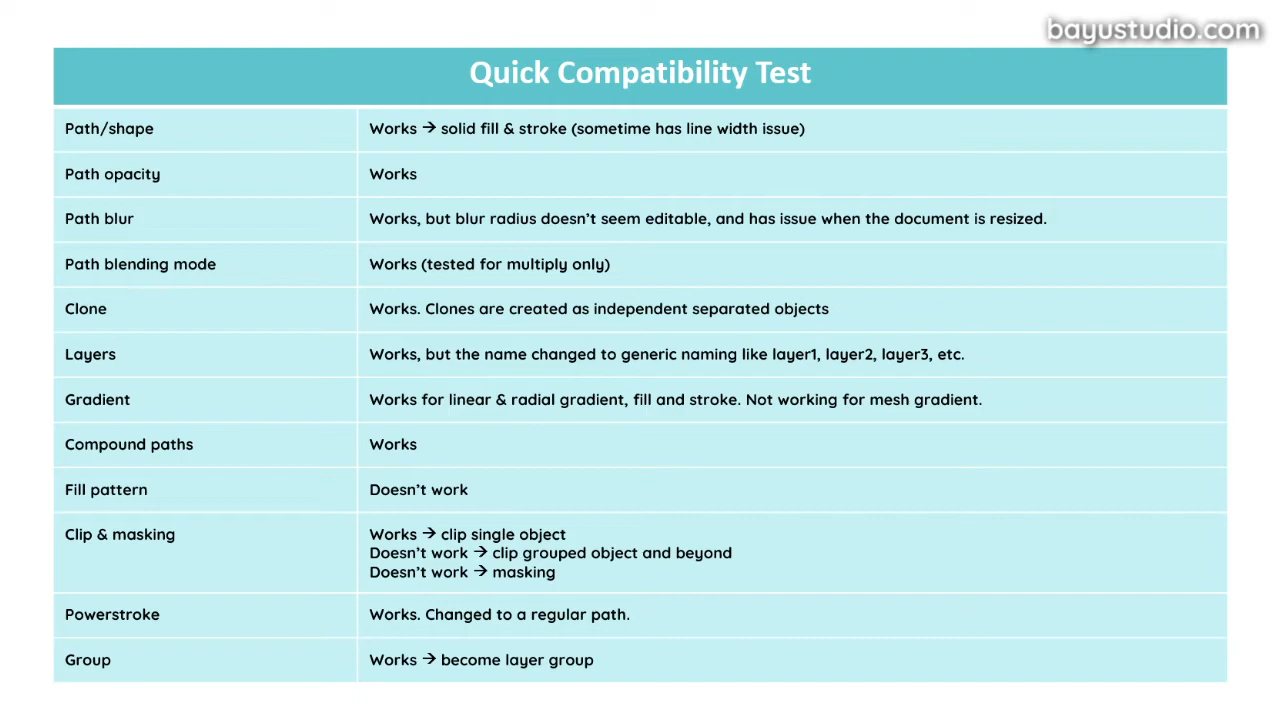 bayustudio.com
Quick Compatibility Test
Path/shape
Works → solid fill & stroke (sometime has line width issue)
Path opacity
Works
Path blur
Works, but blur radius doesn't seem editable, and has issue when the document is resized.
Path blending mode
Works (tested for multiply only)
Clone
Works. Clones are created as independent separated objects
Layers
Works, but the name changed to generic naming like layer1, layer2, layer3, etc.
Gradient
Works for linear & radial gradient, fill and stroke. Not working for mesh gradient.
Compound paths
Works
Fill pattern
Doesn't work
Clip & masking
Works → clip single object
Doesn't work → clip grouped object and beyond
Doesn't work → masking
Powerstroke
Works. Changed to a regular path.
Group
Works → become layer group